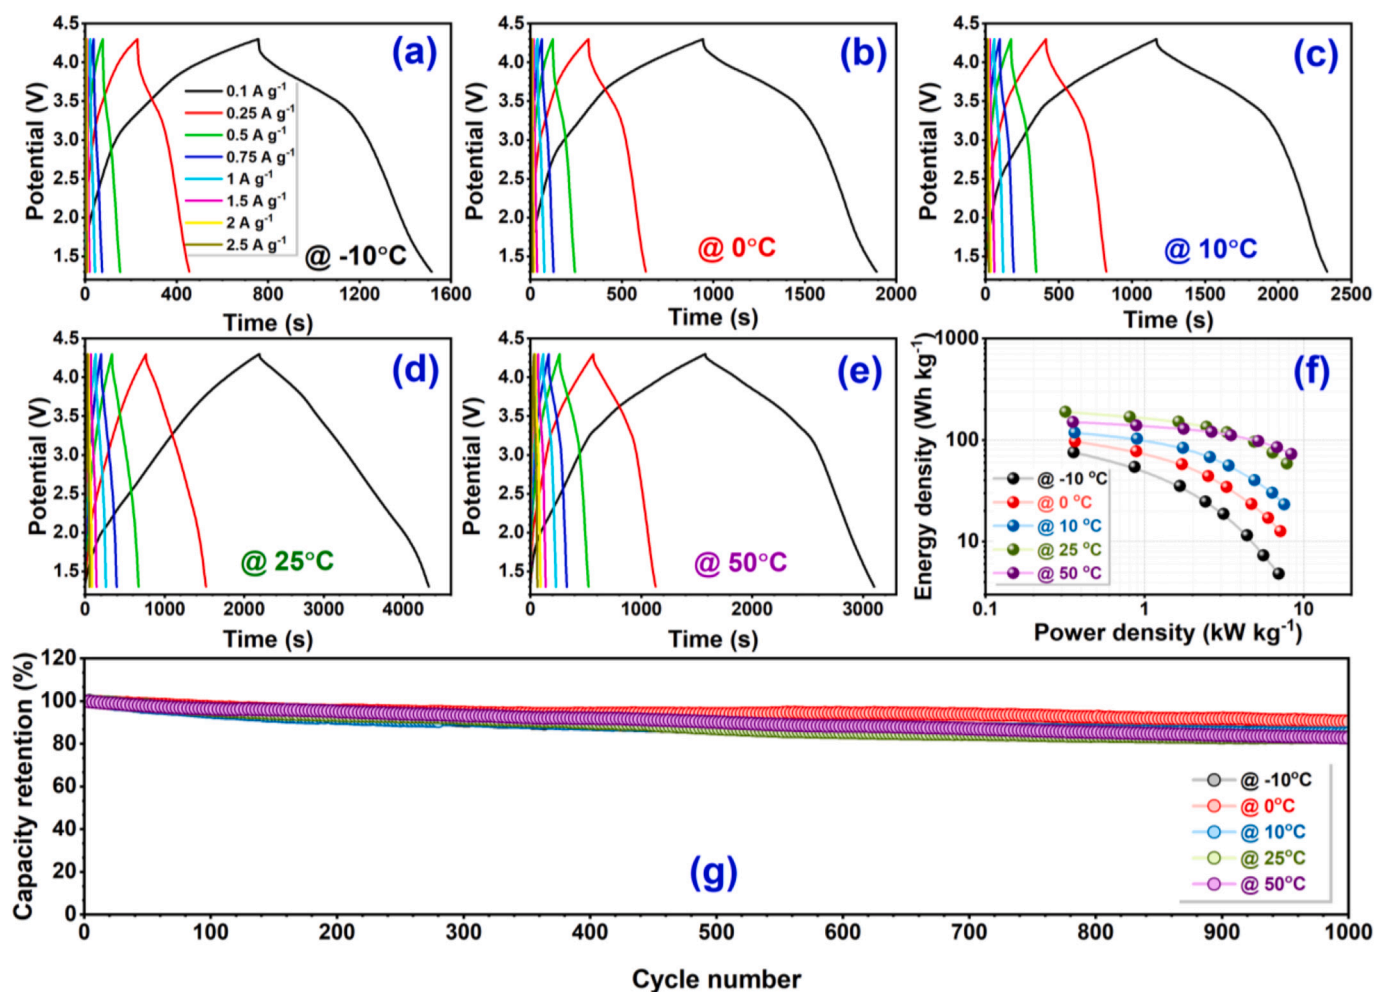 (a)
Potential (V)
4.5
4.0
3.5
3.0
2.5
2.0
1.5
0.1 A g-1
0.25 A g-1
0.5 A g-1
0.75 A g-1
1 A g-1
1.5 A g-1
2 A g-1
2.5 A g-1
@ -10°C
0 400 800 1200 1600
Time (s)
(b)
Potential (V)
4.5
4.0
3.5
3.0
2.5
2.0
1.5
@ 0°C
0 500 1000 1500 2000
Time (s)
(c)
Potential (V)
4.5
4.0
3.5
3.0
2.5
2.0
1.5
@ 10°C
0 500 1000 1500 2000 2500
Time (s)
(d)
Potential (V)
4.5
4.0
3.5
3.0
2.5
2.0
1.5
@ 25°C
0 1000 2000 3000 4000
Time (s)
(e)
Potential (V)
4.5
4.0
3.5
3.0
2.5
2.0
1.5
@ 50°C
0 1000 2000 3000
Time (s)
(f)
Energy density (Wh kg-1)
1000
100
10
@ -10 °C
@ 0 °C
@ 10 °C
@ 25 °C
@ 50 °C
0.1 1 10
Power density (kW kg-1)
Capacity retention (%)
120
100
80
60
40
20
0
(g)
@ -10°C
@ 0°C
@ 10°C
@ 25°C
@ 50°C
0 100 200 300 400 500 600 700 800 900 1000
Cycle number